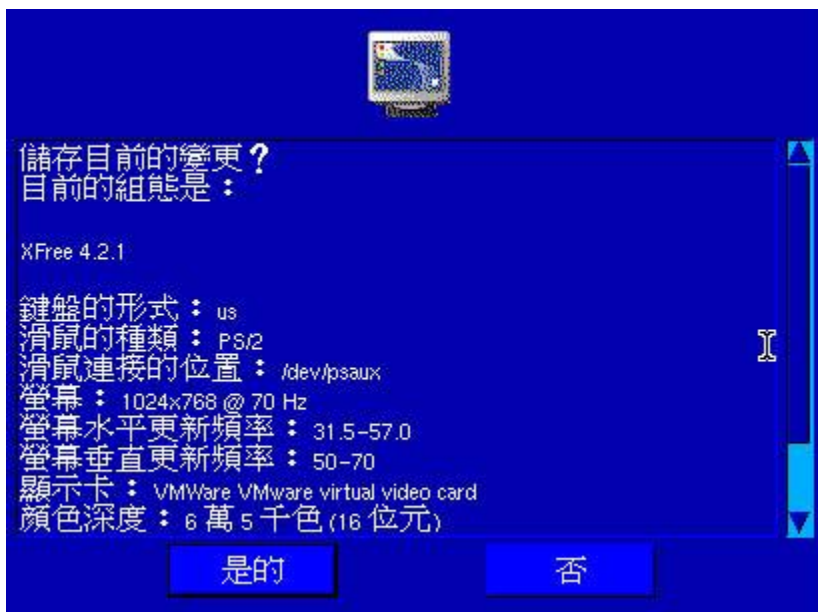 儲存目前的變更？
目前的組態是：
XFree 4.2.1
鍵盤的形式：us
滑鼠的種類：PS/2
滑鼠連接的位置：/dev/psaux
螢幕：1024x768 @ 70 Hz
螢幕水平更新頻率：31.5-57.0
螢幕垂直更新頻率：50-70
顯示卡：VMWare VMware virtual video card
顏色深度：6 萬 5 千色 (16 位元)
是的
否